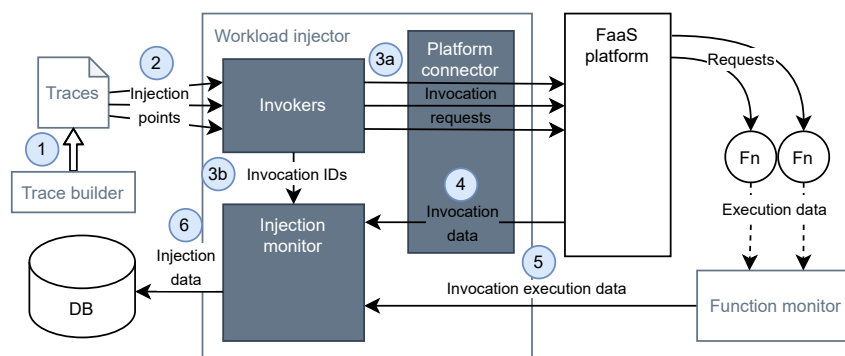 Workload injector
2
3a
Platform
connector
FaaS
platform
Traces
Injection
points
Invokers
Invocation
requests
Requests
1
Trace builder
3b
Invocation IDs
4
Fn
Fn
Injection
monitor
Invocation
data
Execution data
6
Injection
data
5
DB
Invocation execution data
Function monitor